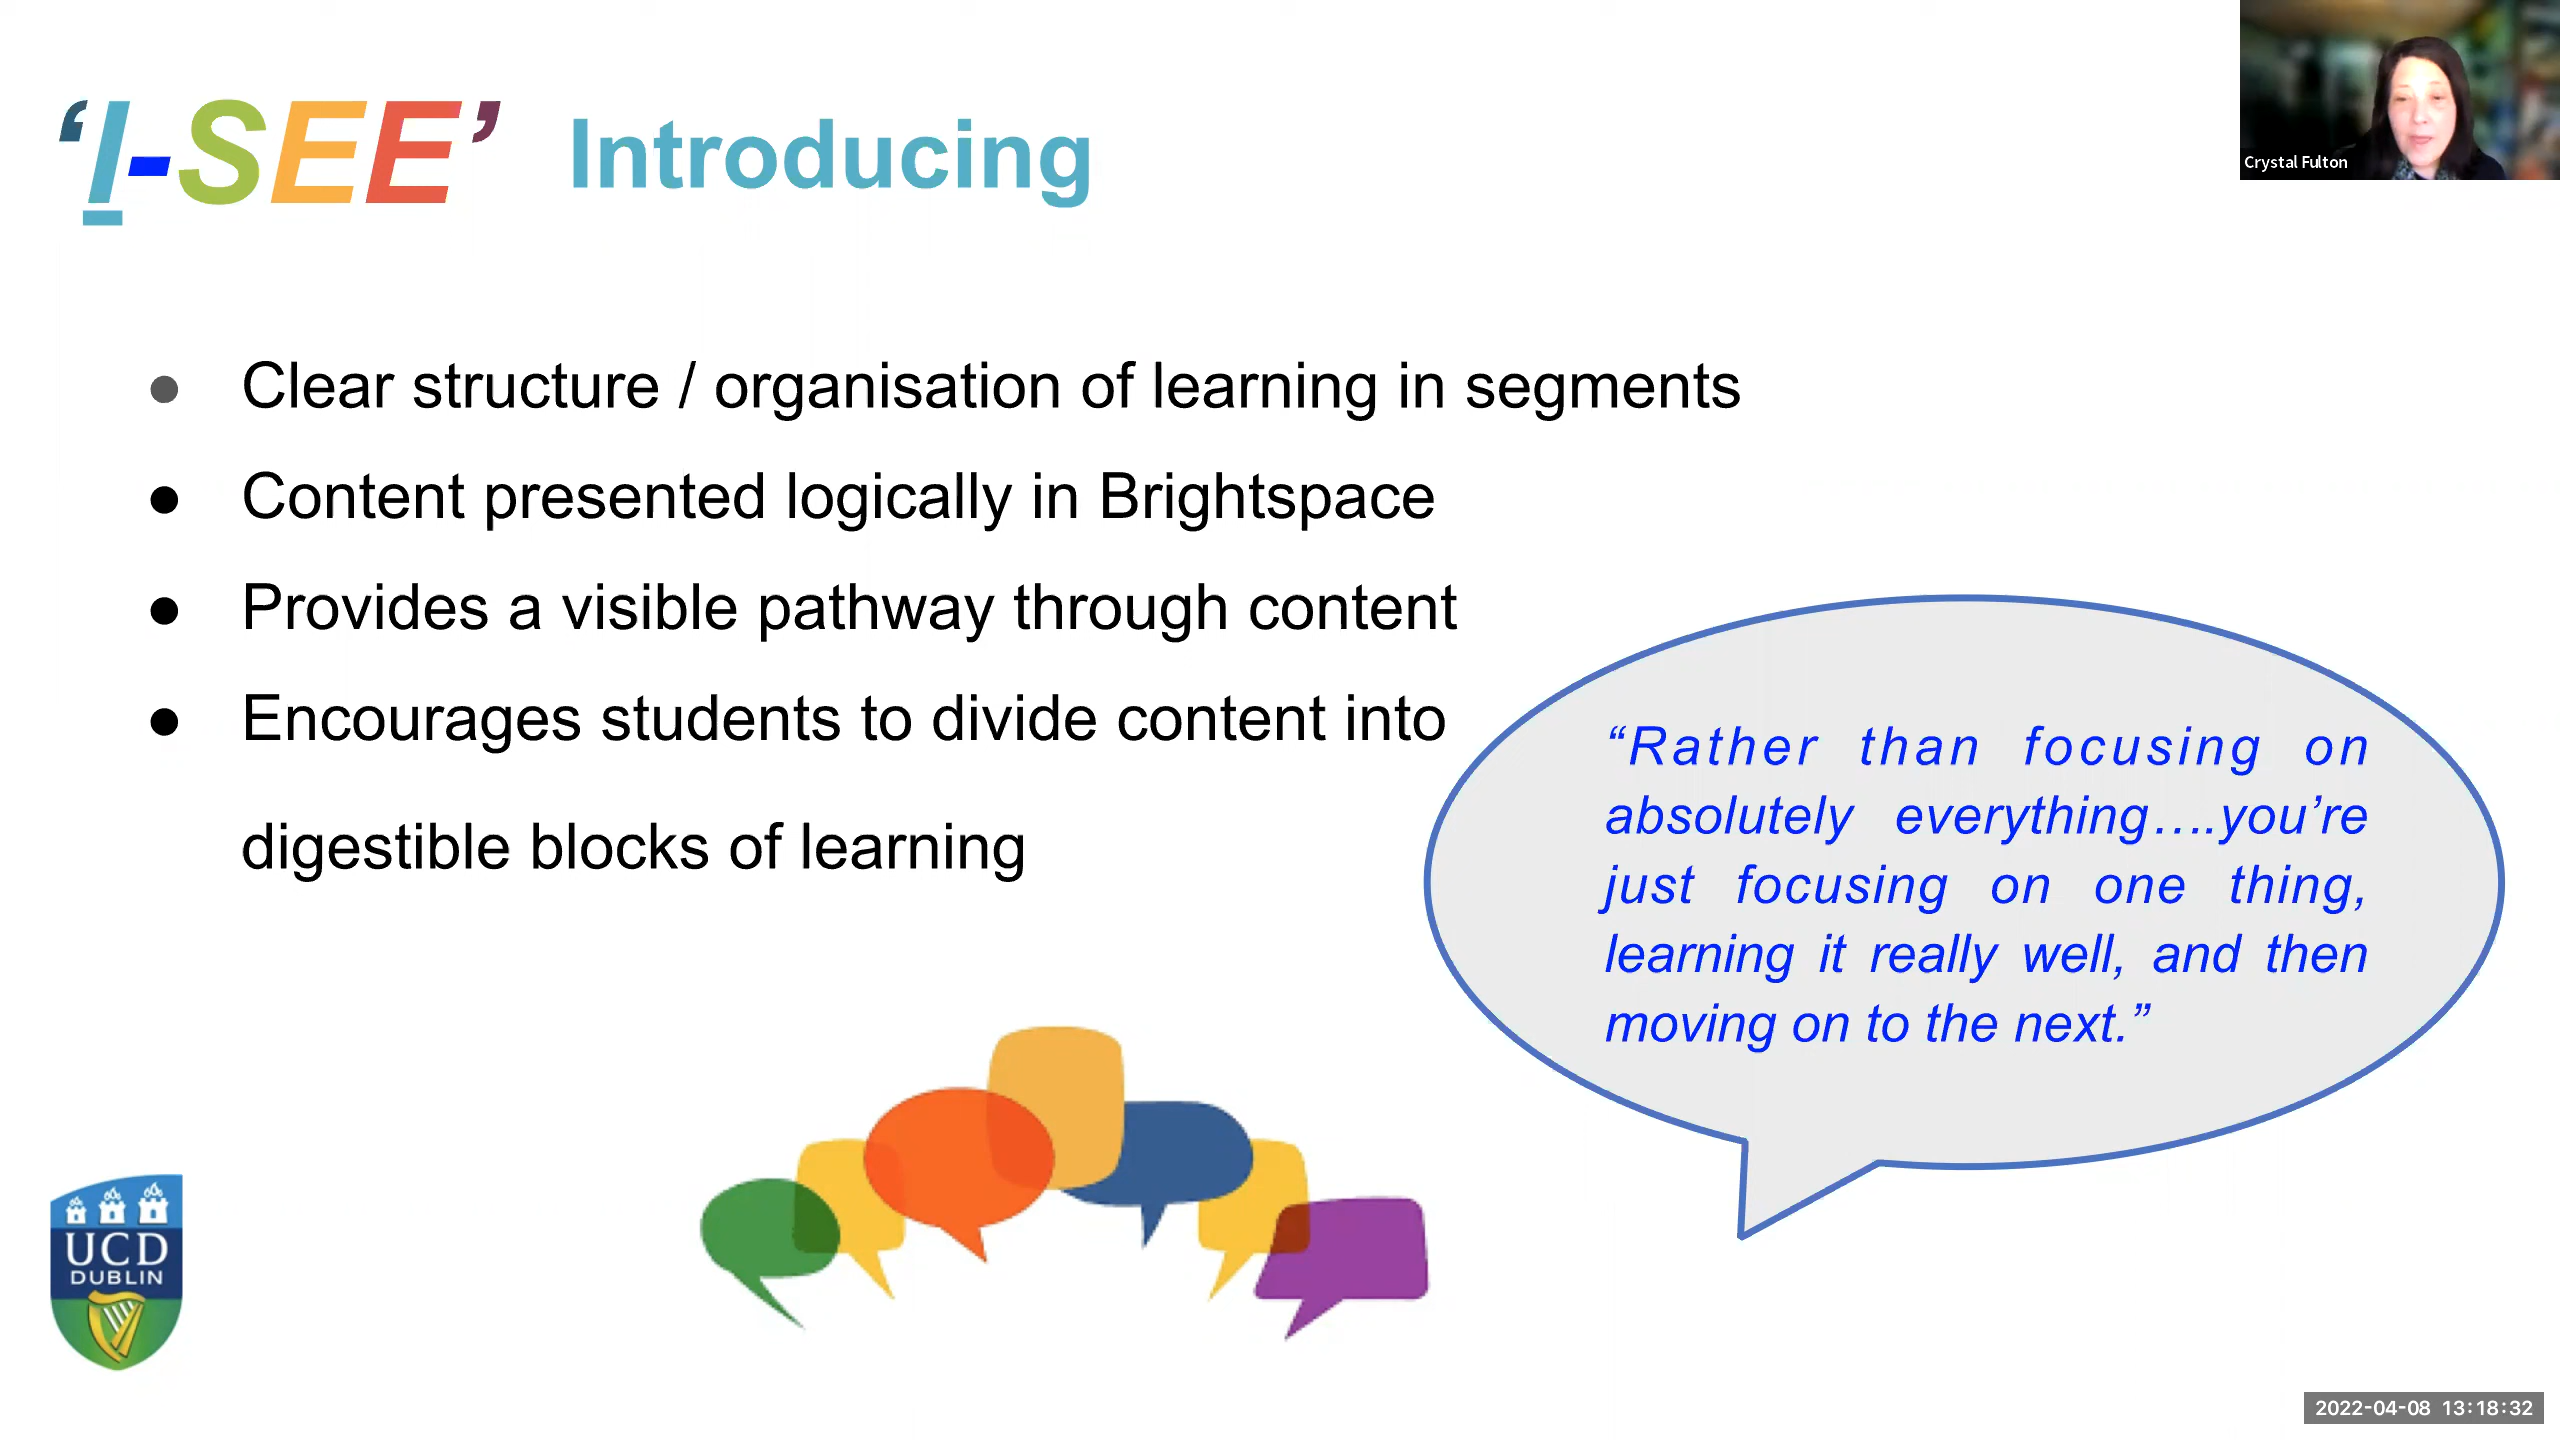 ‘I-SEE’ Introducing
Crystal Fulton
● Clear structure / organisation of learning in segments
● Content presented logically in Brightspace
● Provides a visible pathway through content
● Encourages students to divide content into
digestible blocks of learning
“Rather than focusing on
absolutely everything….you’re
just focusing on one thing,
learning it really well, and then
moving on to the next.”
UCD
DUBLIN
2022-04-08 13:18:32